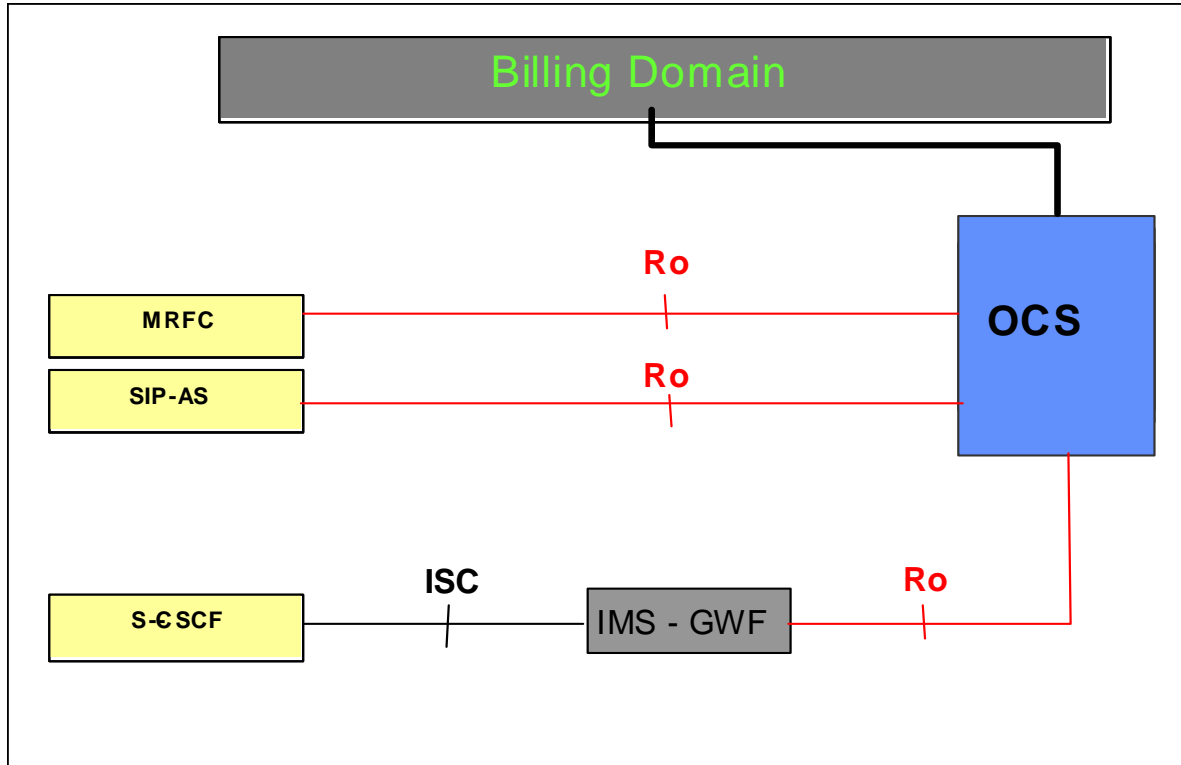 Billing Domain
Ro
MRFC
OCS
Ro
SIP-AS
ISC
Ro
S-CSCF
IMS - GWF